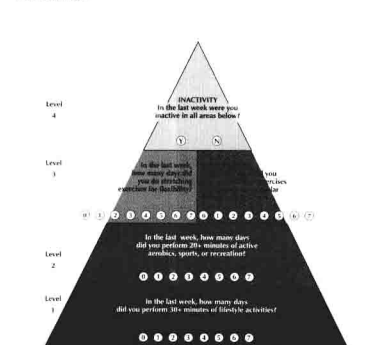 INACTIVITY
In the last week were you
inactive in all areas below?
Level
4
Y N
Level
3
In the last week,
how many days did
you do stretching
exercises for flexibility?
you
exercises
0 1 2 3 4 5 6 7 0 1 2 3 4 5 6 7
In the last week, how many days
did you perform 20+ minutes of active
aerobics, sports, or recreation?
Level
2
0 1 2 3 4 5 6 7
Level
1
In the last week, how many days
did you perform 30+ minutes of lifestyle activities?
0 1 2 3 4 5 6 7